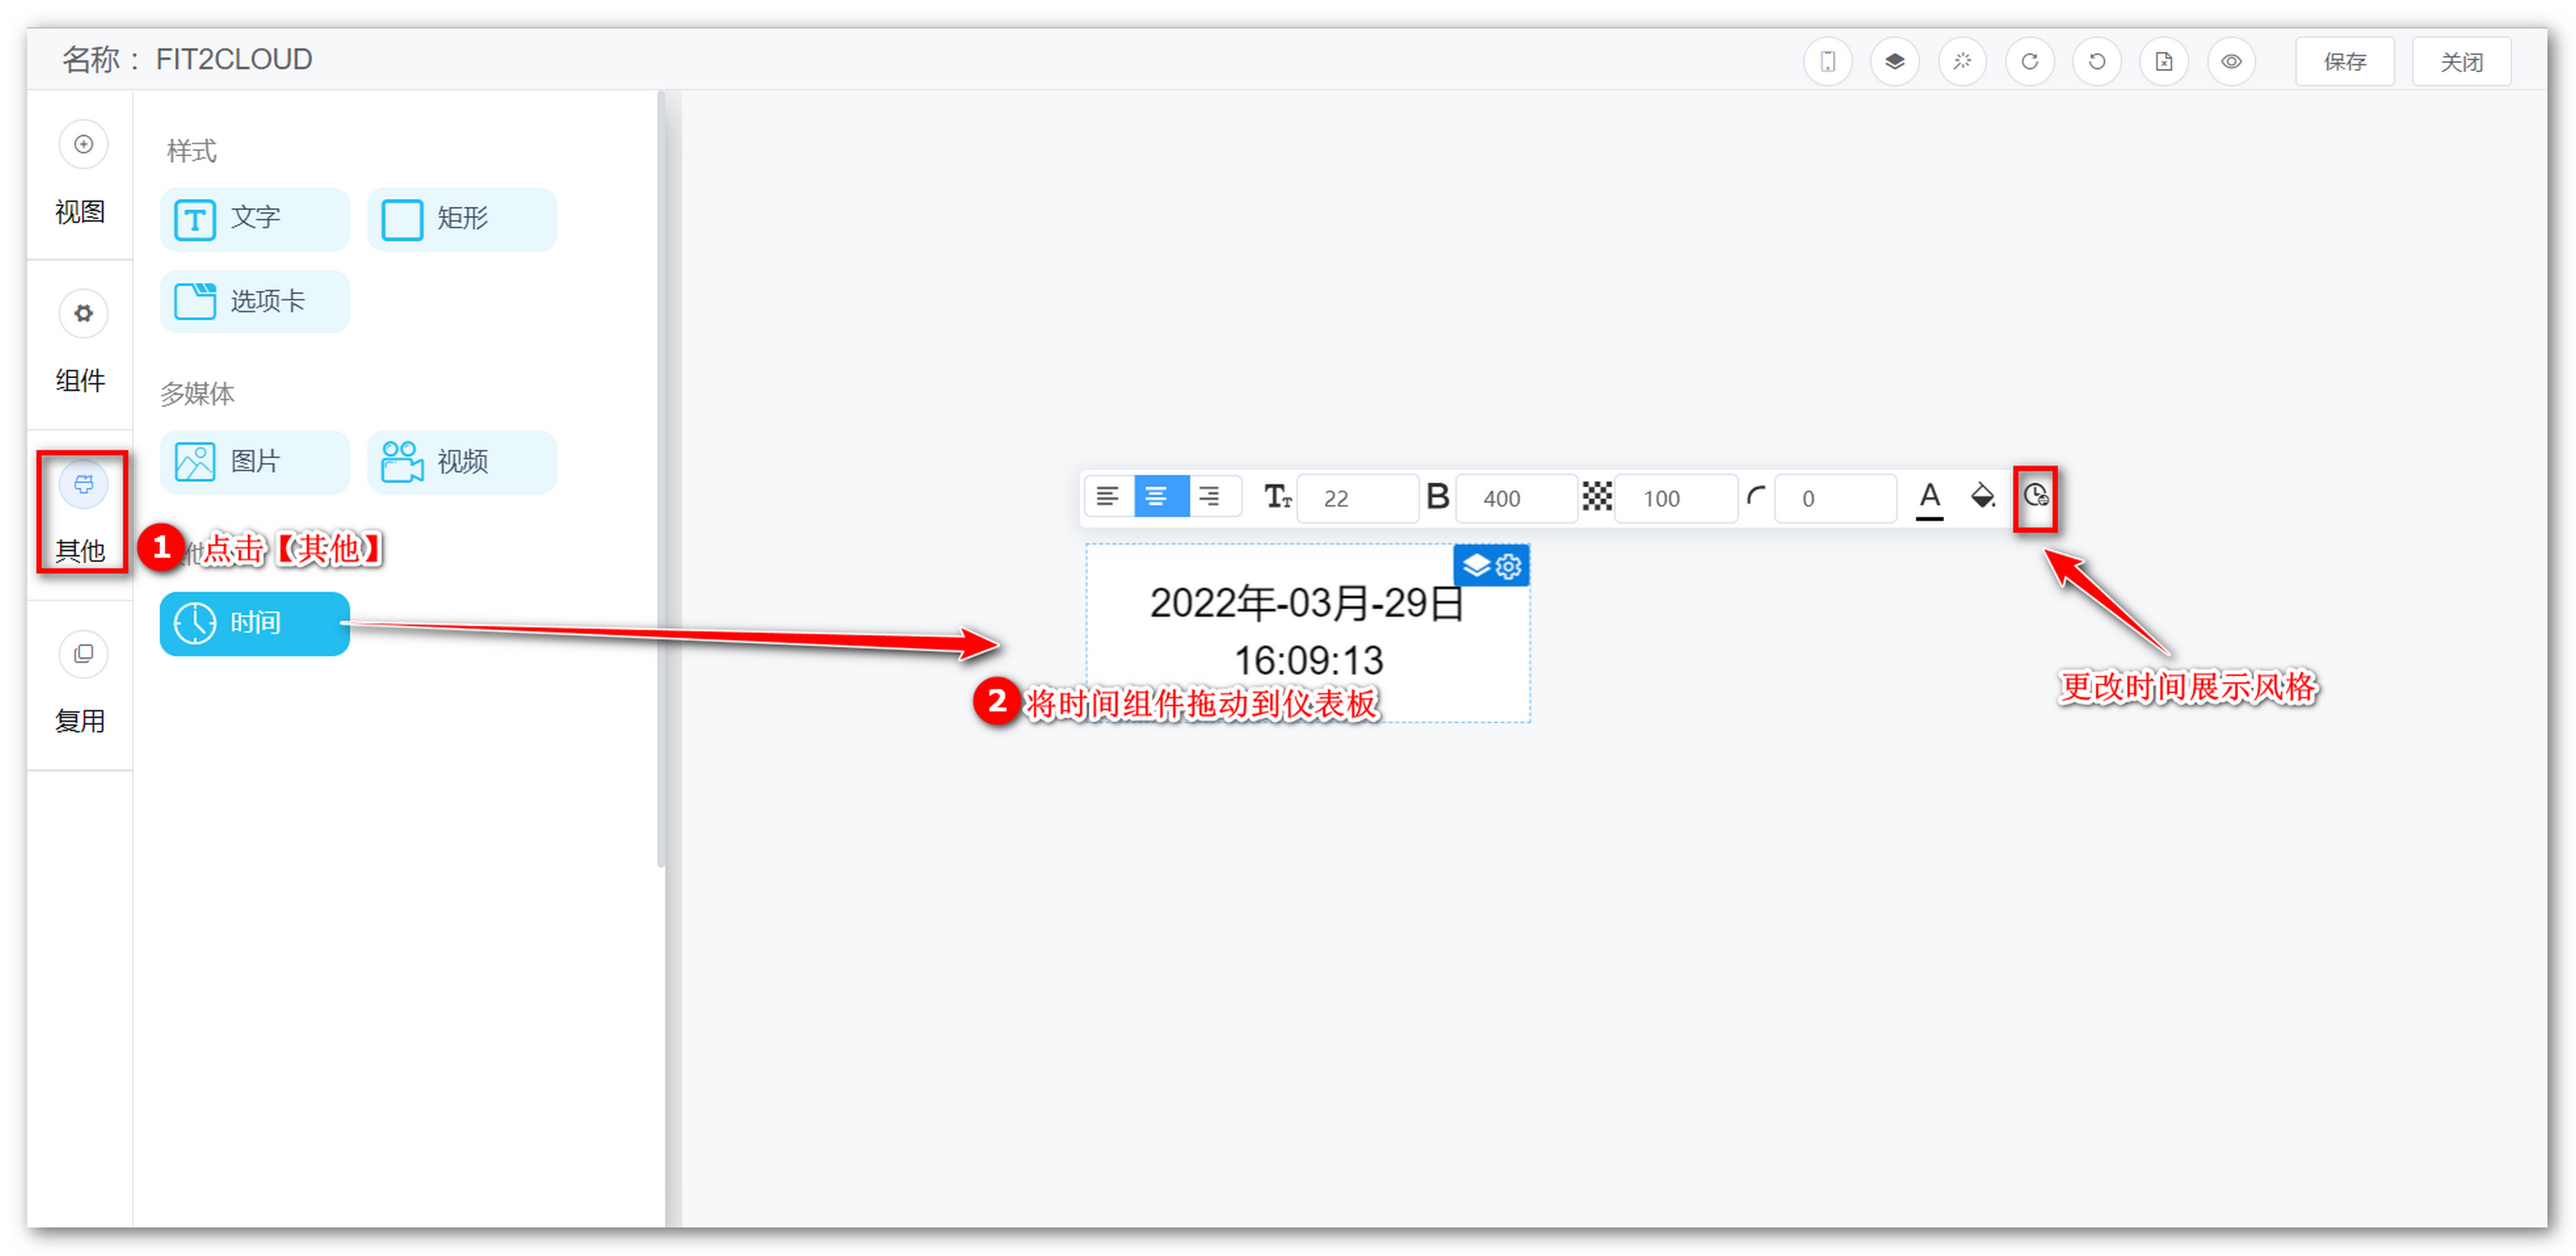 名称： FIT2CLOUD
保存
关闭
视图
组件
其他
复用
样式
文字
矩形
选项卡
多媒体
图片
视频
1 点击【其他】
时间
22
B
400
100
0
A
2022年-03月-29日
16:09:13
2 将时间组件拖动到仪表板
更改时间展示风格